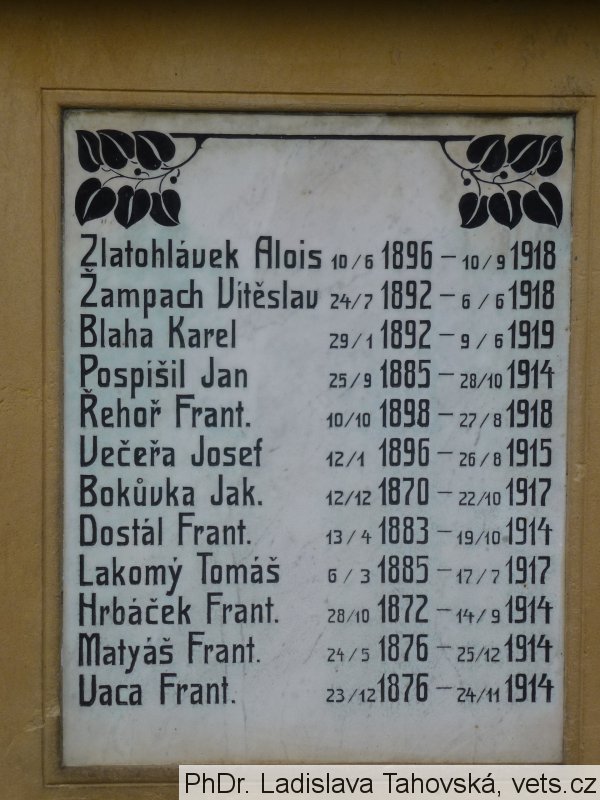 Zlatohlávek Alois 10/6 1896 – 10/9 1918
Žampach Vítěslav 24/7 1892 – 6/6 1918
Blaha Karel 29/1 1892 – 9/6 1919
Pospíšil Jan 25/9 1885 – 28/10 1914
Řehoř Frant. 10/10 1898 – 27/8 1918
Večeřa Josef 12/1 1896 – 26/8 1915
Bokůvka Jak. 12/12 1870 – 22/10 1917
Dostál Frant. 13/4 1883 – 19/10 1914
Lakomý Tomáš 6/3 1885 – 17/7 1917
Hrbáček Frant. 28/10 1872 – 14/9 1914
Matyáš Frant. 24/5 1876 – 25/12 1914
Vaca Frant. 23/12 1876 – 24/11 1914
PhDr. Ladislava Tahovská, vets.cz